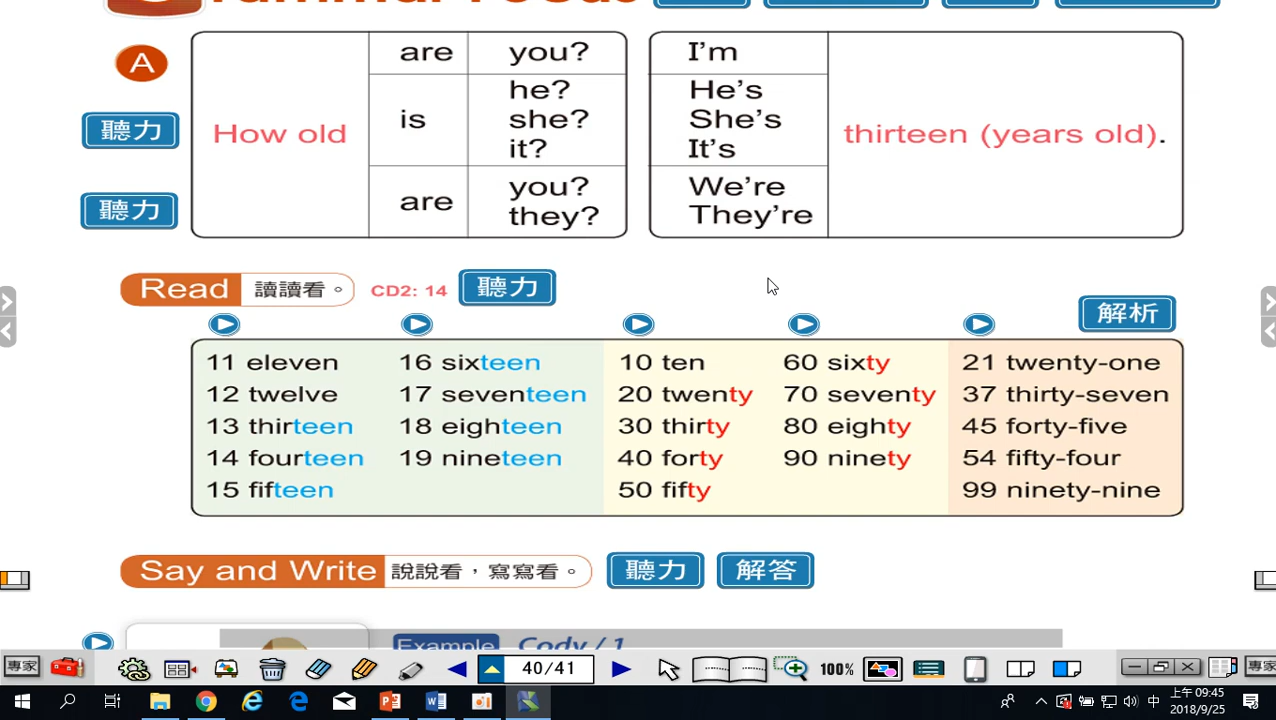 Grammar Focus
A
聽力
聽力
How old
are
you?
is
he?
she?
it?
are
you?
they?
I'm
He's
She's
It's
We're
They're
thirteen (years old).
Read 讀讀看。 CD2: 14 聽力
解析
11 eleven
12 twelve
13 thirteen
14 fourteen
15 fifteen
16 sixteen
17 seventeen
18 eighteen
19 nineteen
10 ten
20 twenty
30 thirty
40 forty
50 fifty
60 sixty
70 seventy
80 eighty
90 ninety
21 twenty-one
37 thirty-seven
45 forty-five
54 fifty-four
99 ninety-nine
Say and Write 說說看，寫寫看。 聽力 解答
Example Cody / 1
專家 40/41 100% 專家
中 上午 09:45
2018/9/25